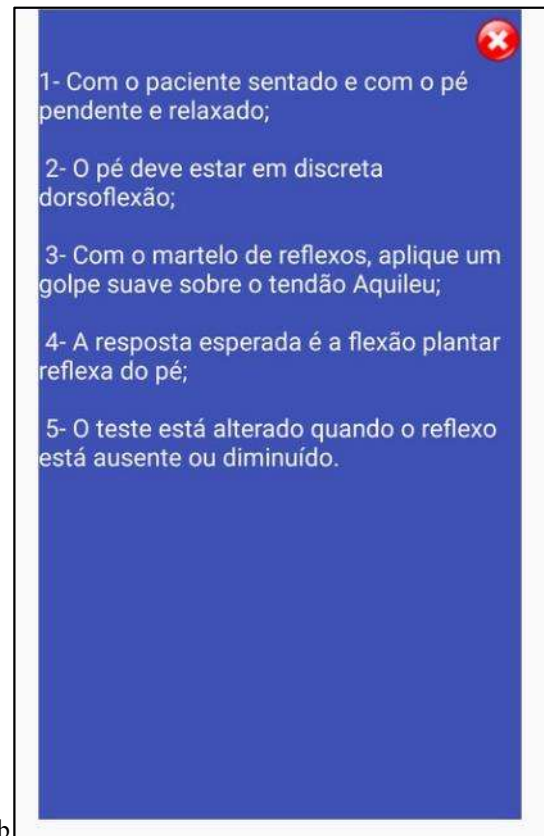 1- Com o paciente sentado e com o pé
pendente e relaxado;
2- O pé deve estar em discreta
dorsoflexão;
3- Com o martelo de reflexos, aplique um
golpe suave sobre o tendão Aquileu;
4- A resposta esperada é a flexão plantar
reflexa do pé;
5- O teste está alterado quando o reflexo
está ausente ou diminuído.
b